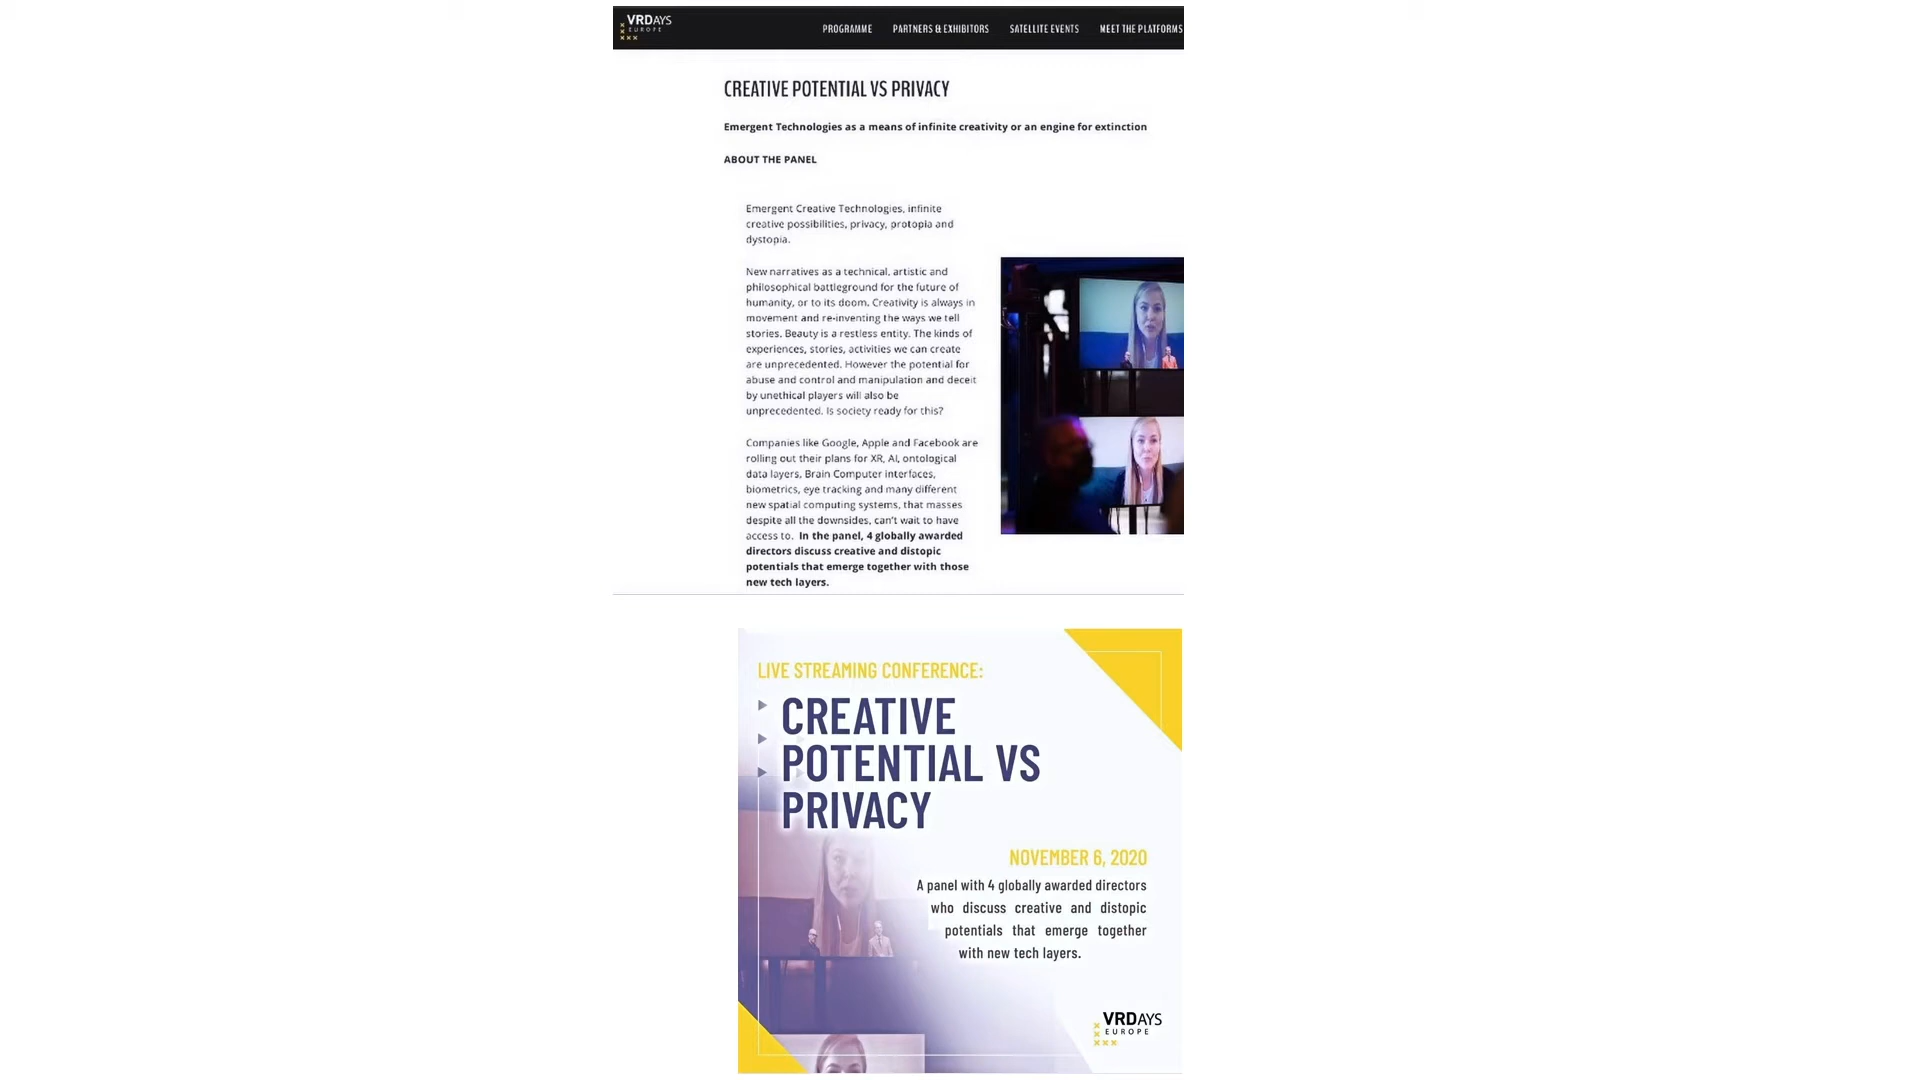 VRDAYS
EUROPE
PROGRAMME
PARTNERS & EXHIBITORS
SATELLITE EVENTS
MEET THE PLATFORMS
CREATIVE POTENTIAL VS PRIVACY
Emergent Technologies as a means of infinite creativity or an engine for extinction
ABOUT THE PANEL
Emergent Creative Technologies, infinite
creative possibilities, privacy, protopia and
dystopia.
New narratives as a technical, artistic and
philosophical battleground for the future of
humanity, or to its doom. Creativity is always in
movement and re-inventing the ways we tell
stories. Beauty is a restless entity. The kinds of
experiences, stories, activities we can create
are unprecedented. However the potential for
abuse and control and manipulation and deceit
by unethical players will also be
unprecedented. Is society ready for this?
Companies like Google, Apple and Facebook are
rolling out their plans for XR, AI, ontological
data layers, Brain Computer interfaces,
biometrics, eye tracking and many different
new spatial computing systems, that masses
despite all the downsides, can't wait to have
access to. In the panel, 4 globally awarded
directors discuss creative and distopic
potentials that emerge together with those
new tech layers.
LIVE STREAMING CONFERENCE:
CREATIVE
POTENTIAL VS
PRIVACY
NOVEMBER 6, 2020
A panel with 4 globally awarded directors
who discuss creative and distopic
potentials that emerge together
with new tech layers.
VRDAYS
EUROPE